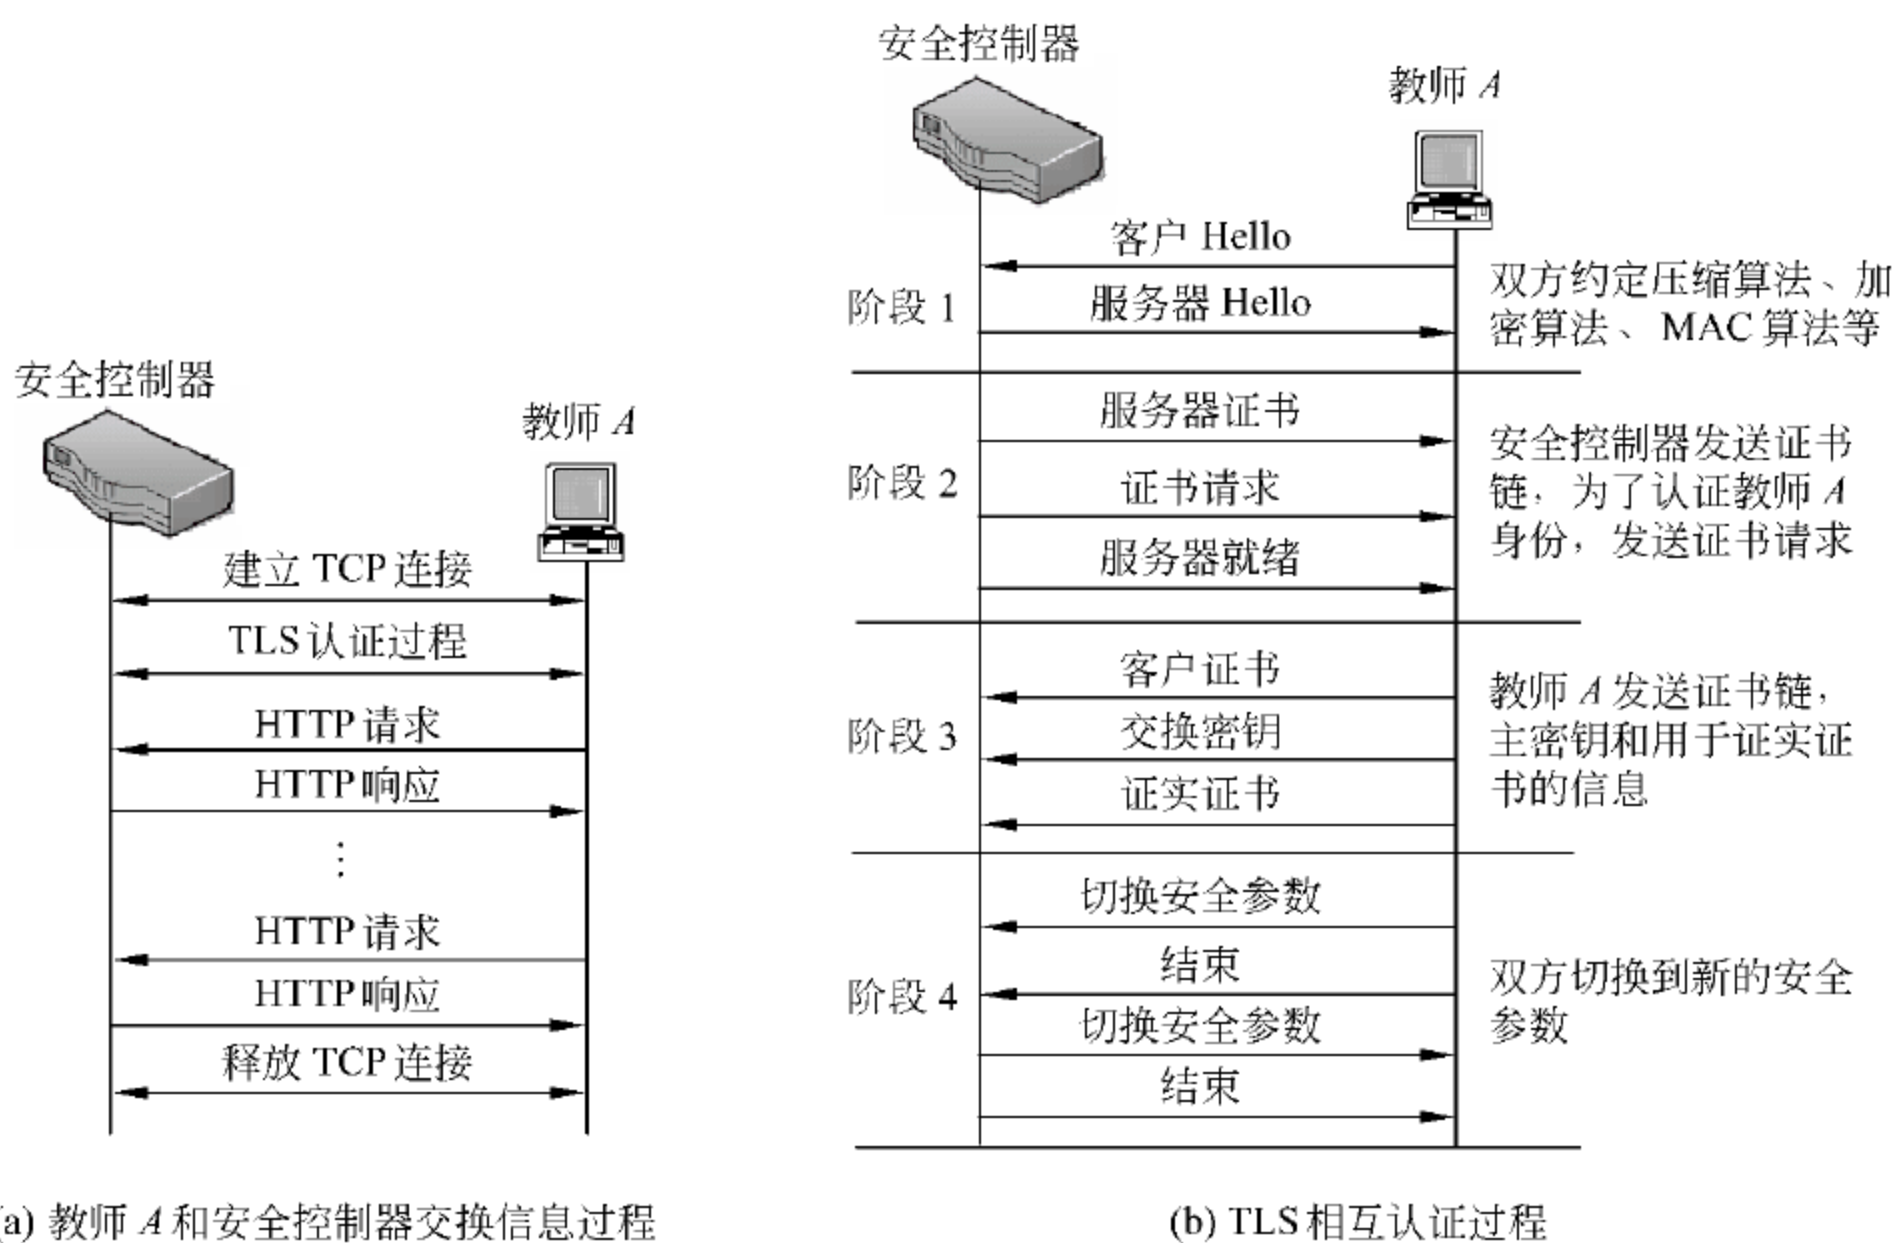 安全控制器
教师 A
建立 TCP 连接
TLS 认证过程
HTTP 请求
HTTP 响应
⋮
HTTP 请求
HTTP 响应
释放 TCP 连接
(a) 教师 A 和安全控制器交换信息过程
安全控制器
教师 A
客户 Hello
阶段 1
服务器 Hello
双方约定压缩算法、加
密算法、MAC 算法等
服务器证书
阶段 2
证书请求
服务器就绪
安全控制器发送证书
链，为了认证教师 A
身份，发送证书请求
客户证书
阶段 3
交换密钥
证实证书
教师 A 发送证书链，
主密钥和用于证实证
书的信息
切换安全参数
结束
阶段 4
切换安全参数
结束
双方切换到新的安全
参数
(b) TLS 相互认证过程